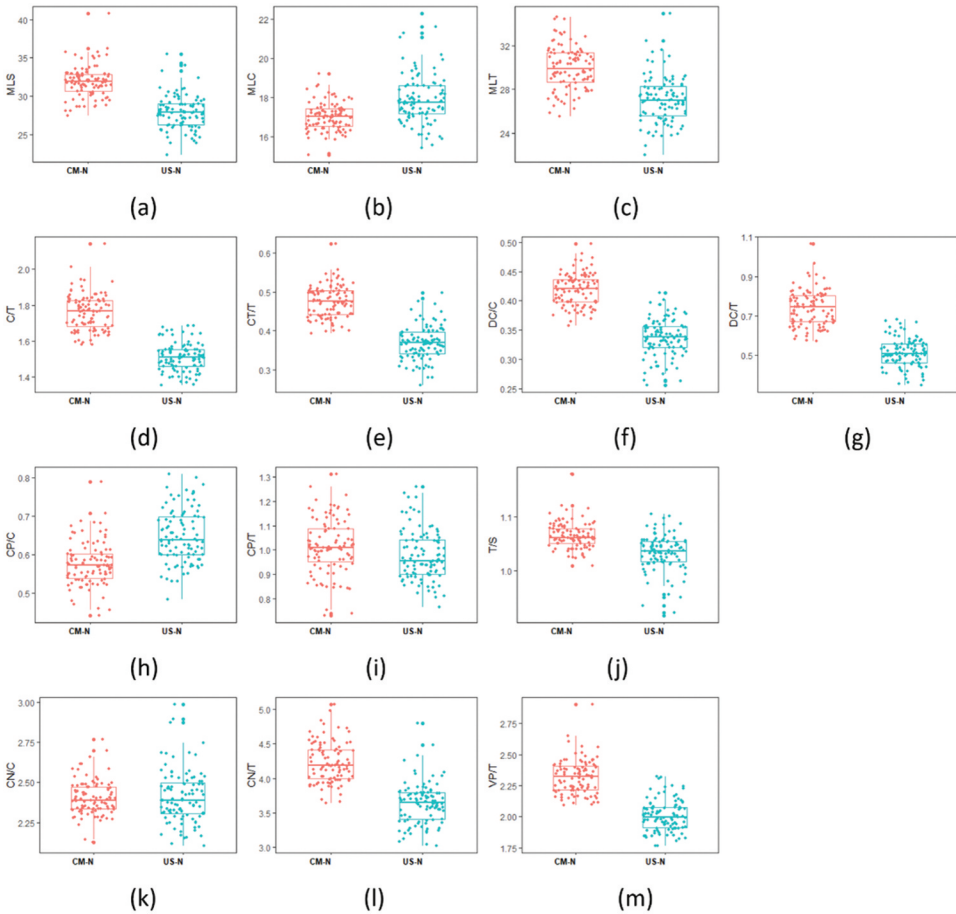 MLS
40
35
30
25
CM-N US-N
(a)
MLC
22
20
18
16
CM-N US-N
(b)
MLT
32
28
24
CM-N US-N
(c)
C/T
2.0
1.8
1.6
1.4
CM-N US-N
(d)
CT/T
0.6
0.5
0.4
0.3
CM-N US-N
(e)
DC/C
0.50
0.45
0.40
0.35
0.30
0.25
CM-N US-N
(f)
DC/T
1.1
0.9
0.7
0.5
CM-N US-N
(g)
CP/C
0.8
0.7
0.6
0.5
CM-N US-N
(h)
CP/T
1.3
1.2
1.1
1.0
0.9
0.8
CM-N US-N
(i)
T/S
1.1
1.0
CM-N US-N
(j)
CN/C
3.00
2.75
2.50
2.25
CM-N US-N
(k)
CN/T
5.0
4.5
4.0
3.5
3.0
CM-N US-N
(l)
VP/T
2.75
2.50
2.25
2.00
1.75
CM-N US-N
(m)